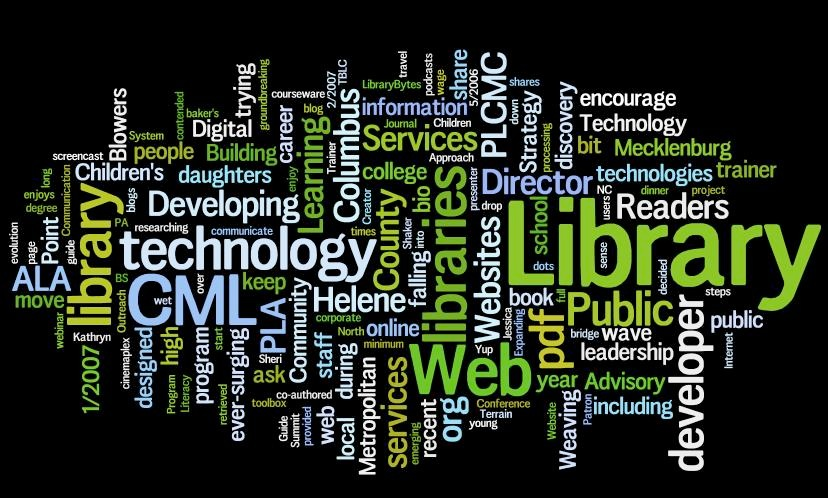 Library
library
libraries
technology
CML
Web
developer
pdf
Public
Websites
Columbus
County
Services
services
Learning
Developing
Director
Readers
Helene
PLCMC
org
PLA
ALA
Community
Metropolitan
information
Digital
people
Building
Children's
daughters
Blowers
System
screencast
trying
contended
baker's
groundbreaking
courseware
blog
career
enjoy
2/2007
TBLC
LibraryBytes
travel
podcasts
wage
share
5/2006
shares
down
Strategy
processing
discovery
encourage
Technology
bit
Mecklenburg
technologies
trainer
dinner
project
NC
users
school
dots
sense
decided
steps
public
Internet
Journal
Children
Trainer
Approach
college
bio
Creator
presenter
drop
times
Shaker
into
falling
communicate
researching
blogs
long
enjoys
degree
Communication
evolution
page
Point
guide
PA
BS
move
webinar
Kathryn
Outreach
wet
over
keep
1/2007
cinemaplex
designed
high
Program
Literacy
program
start
retrieved
ever-surging
Sheri
ask
toolbox
co-authored
Guide
Summit
provided
staff
web
during
local
corporate
North
online
minimum
recent
emerging
Conference
Terrain
young
Yup
Jessica
Expanding
book
full
bridge
wave
leadership
year
Advisory
Website
Weaving
Patron
including